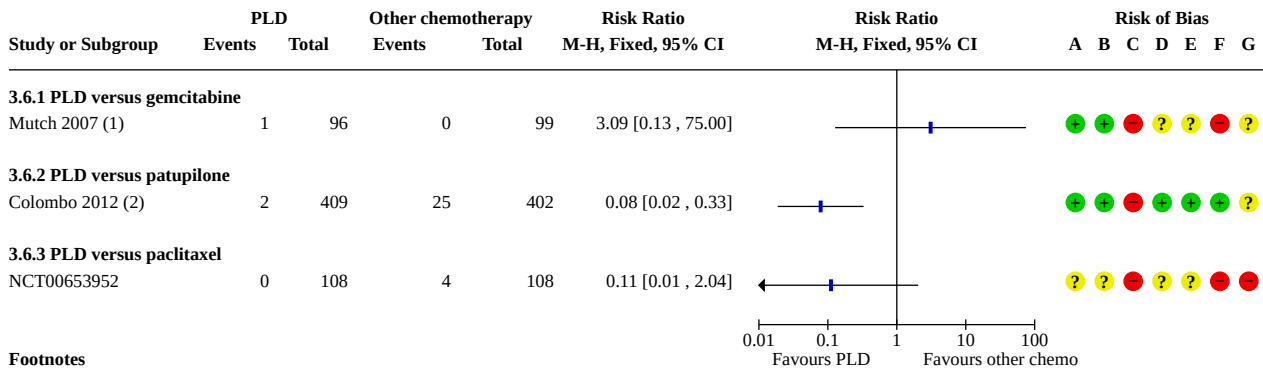 PLD Other chemotherapy Risk Ratio Risk Ratio Risk of Bias
Study or Subgroup Events Total Events Total M-H, Fixed, 95% CI M-H, Fixed, 95% CI A B C D E F G
3.6.1 PLD versus gemcitabine
Mutch 2007 (1) 1 96 0 99 3.09 [0.13 , 75.00] + + − ? ? − ?
3.6.2 PLD versus patupilone
Colombo 2012 (2) 2 409 25 402 0.08 [0.02 , 0.33] + + − + + + ?
3.6.3 PLD versus paclitaxel
NCT00653952 0 108 4 108 0.11 [0.01 , 2.04] ? ? − ? ? − −
0.01 0.1 1 10 100
Footnotes Favours PLD Favours other chemo